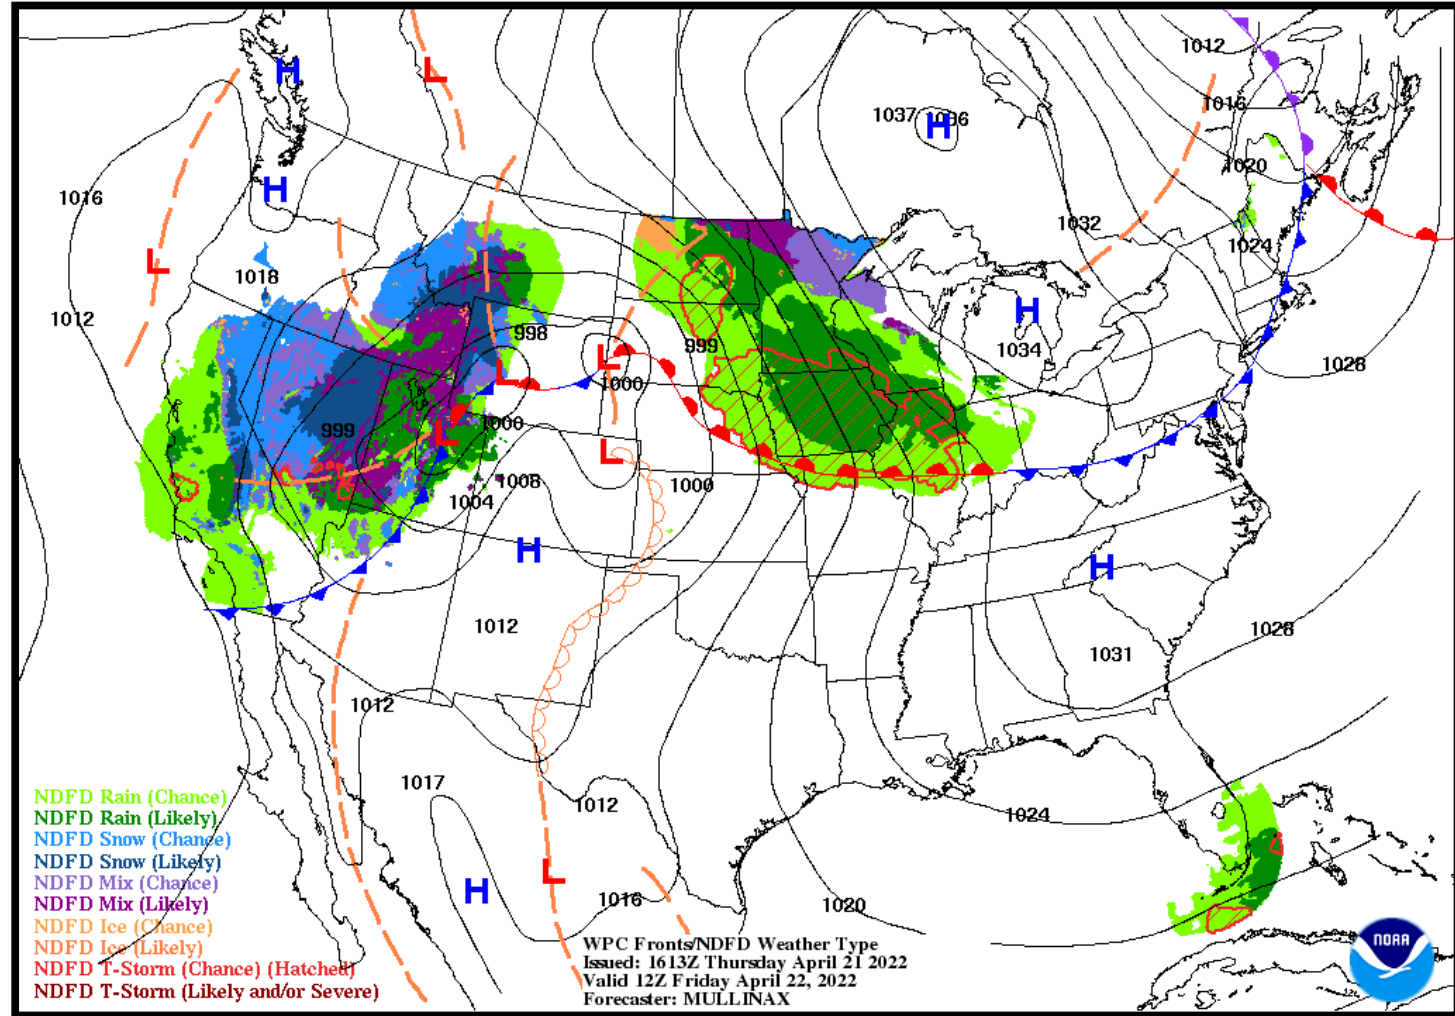 H
L
1012
H
1037
1036
1016
H
1020
1016
H
1032
L
1024
1018
H
1012
998
999
1034
1028
L
L
1000
999
1000
L
L
1008
1000
1004
H
H
1012
1028
1031
1012
1017
1012
1024
L
H
1016
1020
NDFD Rain (Chance)
NDFD Rain (Likely)
NDFD Snow (Chance)
NDFD Snow (Likely)
NDFD Mix (Chance)
NDFD Mix (Likely)
NDFD Ice (Chance)
NDFD Ice (Likely)
NDFD T-Storm (Chance) (Hatched)
NDFD T-Storm (Likely and/or Severe)
WPC Fronts/NDFD Weather Type
Issued: 1613Z Thursday April 21 2022
Valid 12Z Friday April 22, 2022
Forecaster: MULLINAX
NOAA